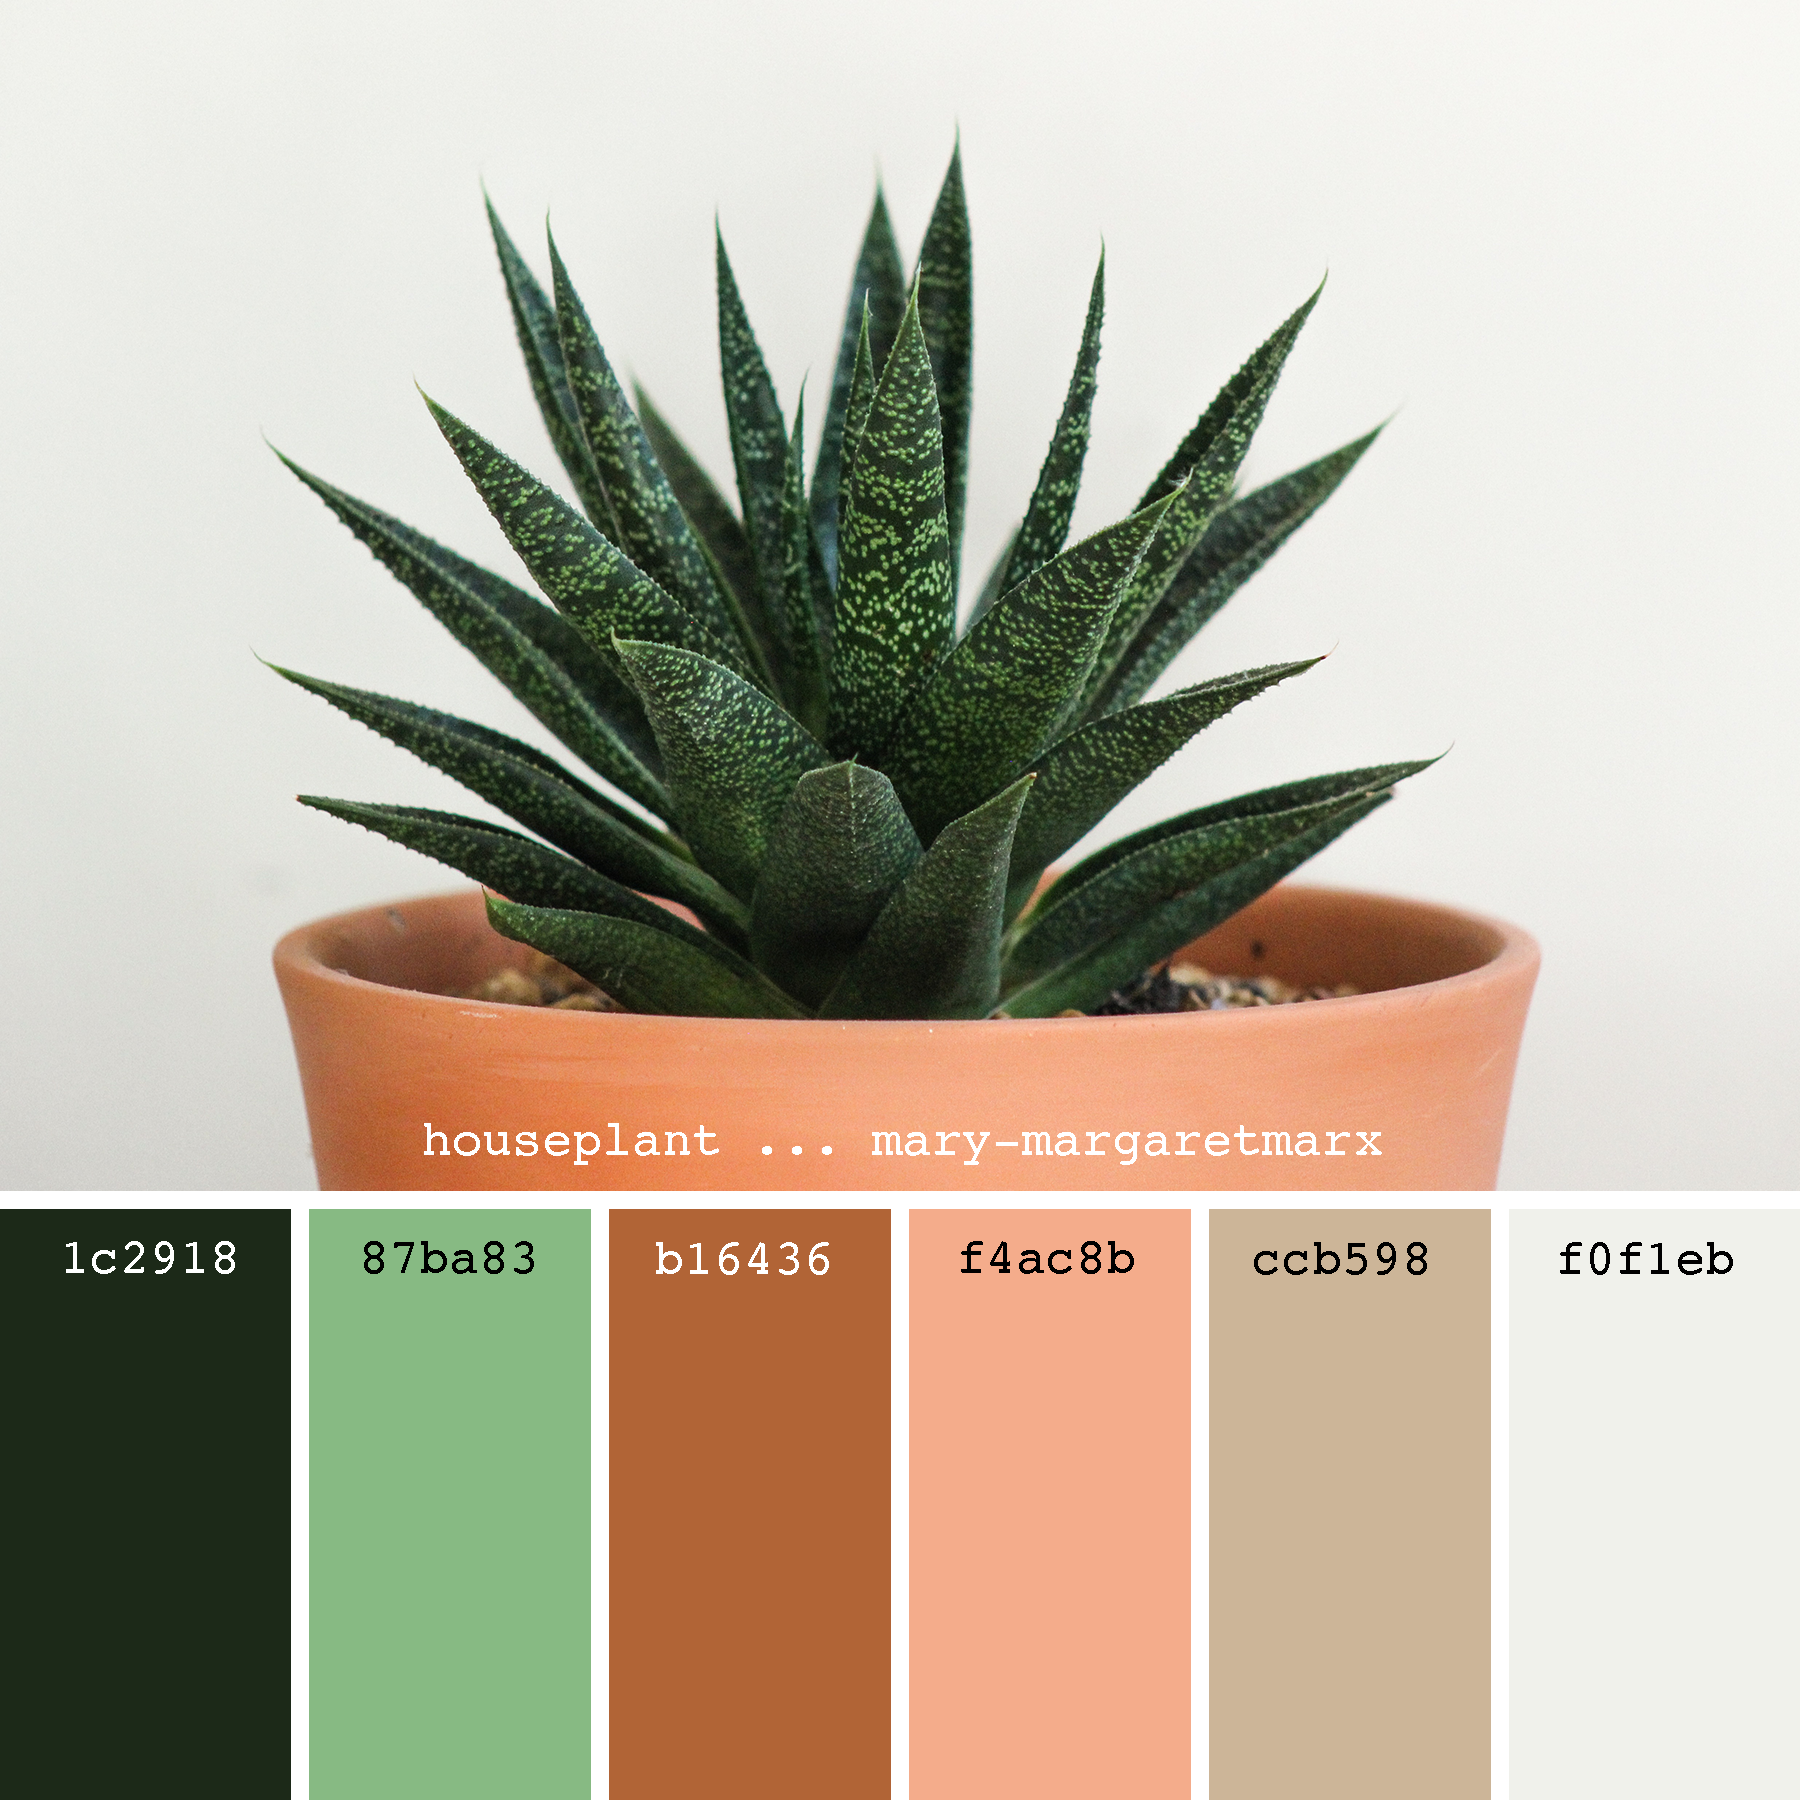 houseplant ... mary-margaretmarx
1c2918 87ba83 b16436 f4ac8b ccb598 f0f1eb